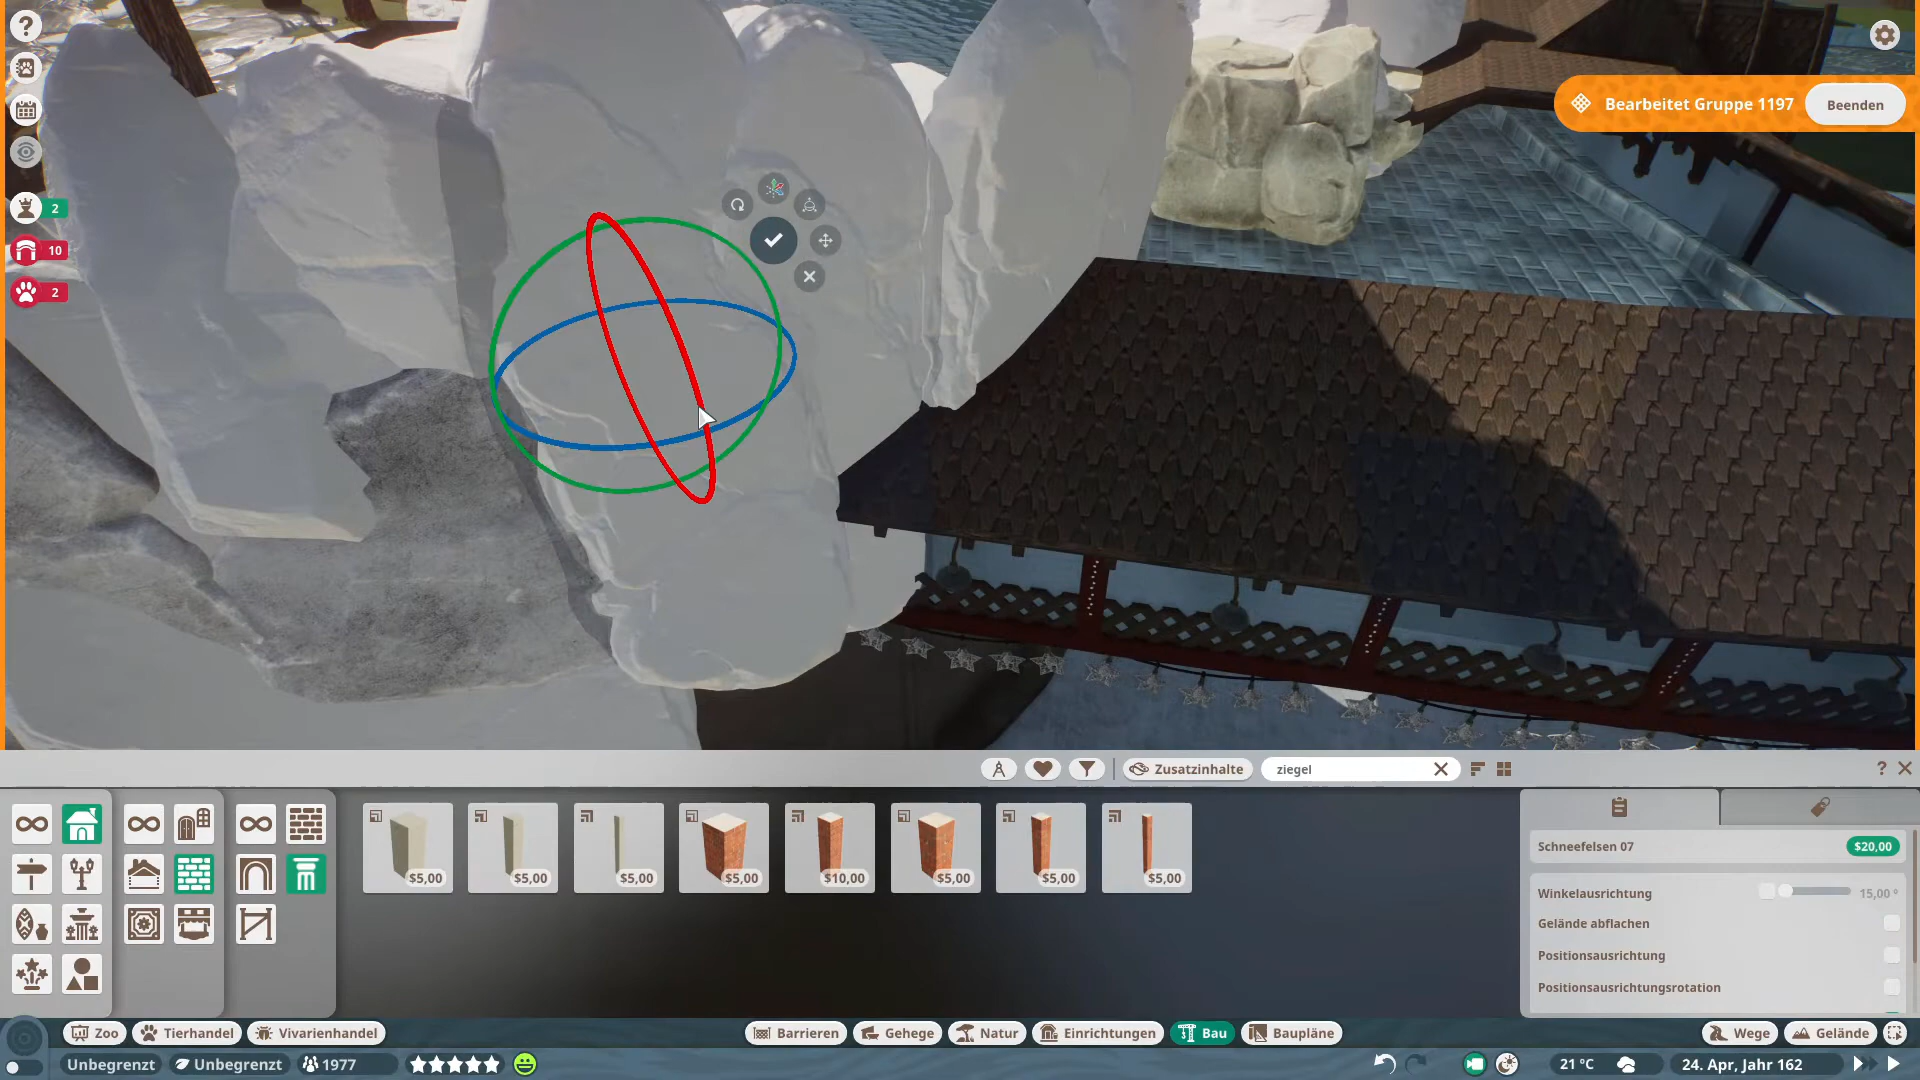 ?
2
10
2
Bearbeitet Gruppe 1197
Beenden
Zusatzinhalte
ziegel
?
$5,00
$5,00
$5,00
$5,00
$10,00
$5,00
$5,00
$5,00
Schneefelsen 07
$20,00
Winkelausrichtung
15,00 °
Gelände abflachen
Positionsausrichtung
Positionsausrichtungsrotation
Zoo
Tierhandel
Vivarienhandel
Barrieren
Gehege
Natur
Einrichtungen
Bau
Baupläne
Wege
Gelände
Unbegrenzt
Unbegrenzt
1977
21 °C
24. Apr, Jahr 162